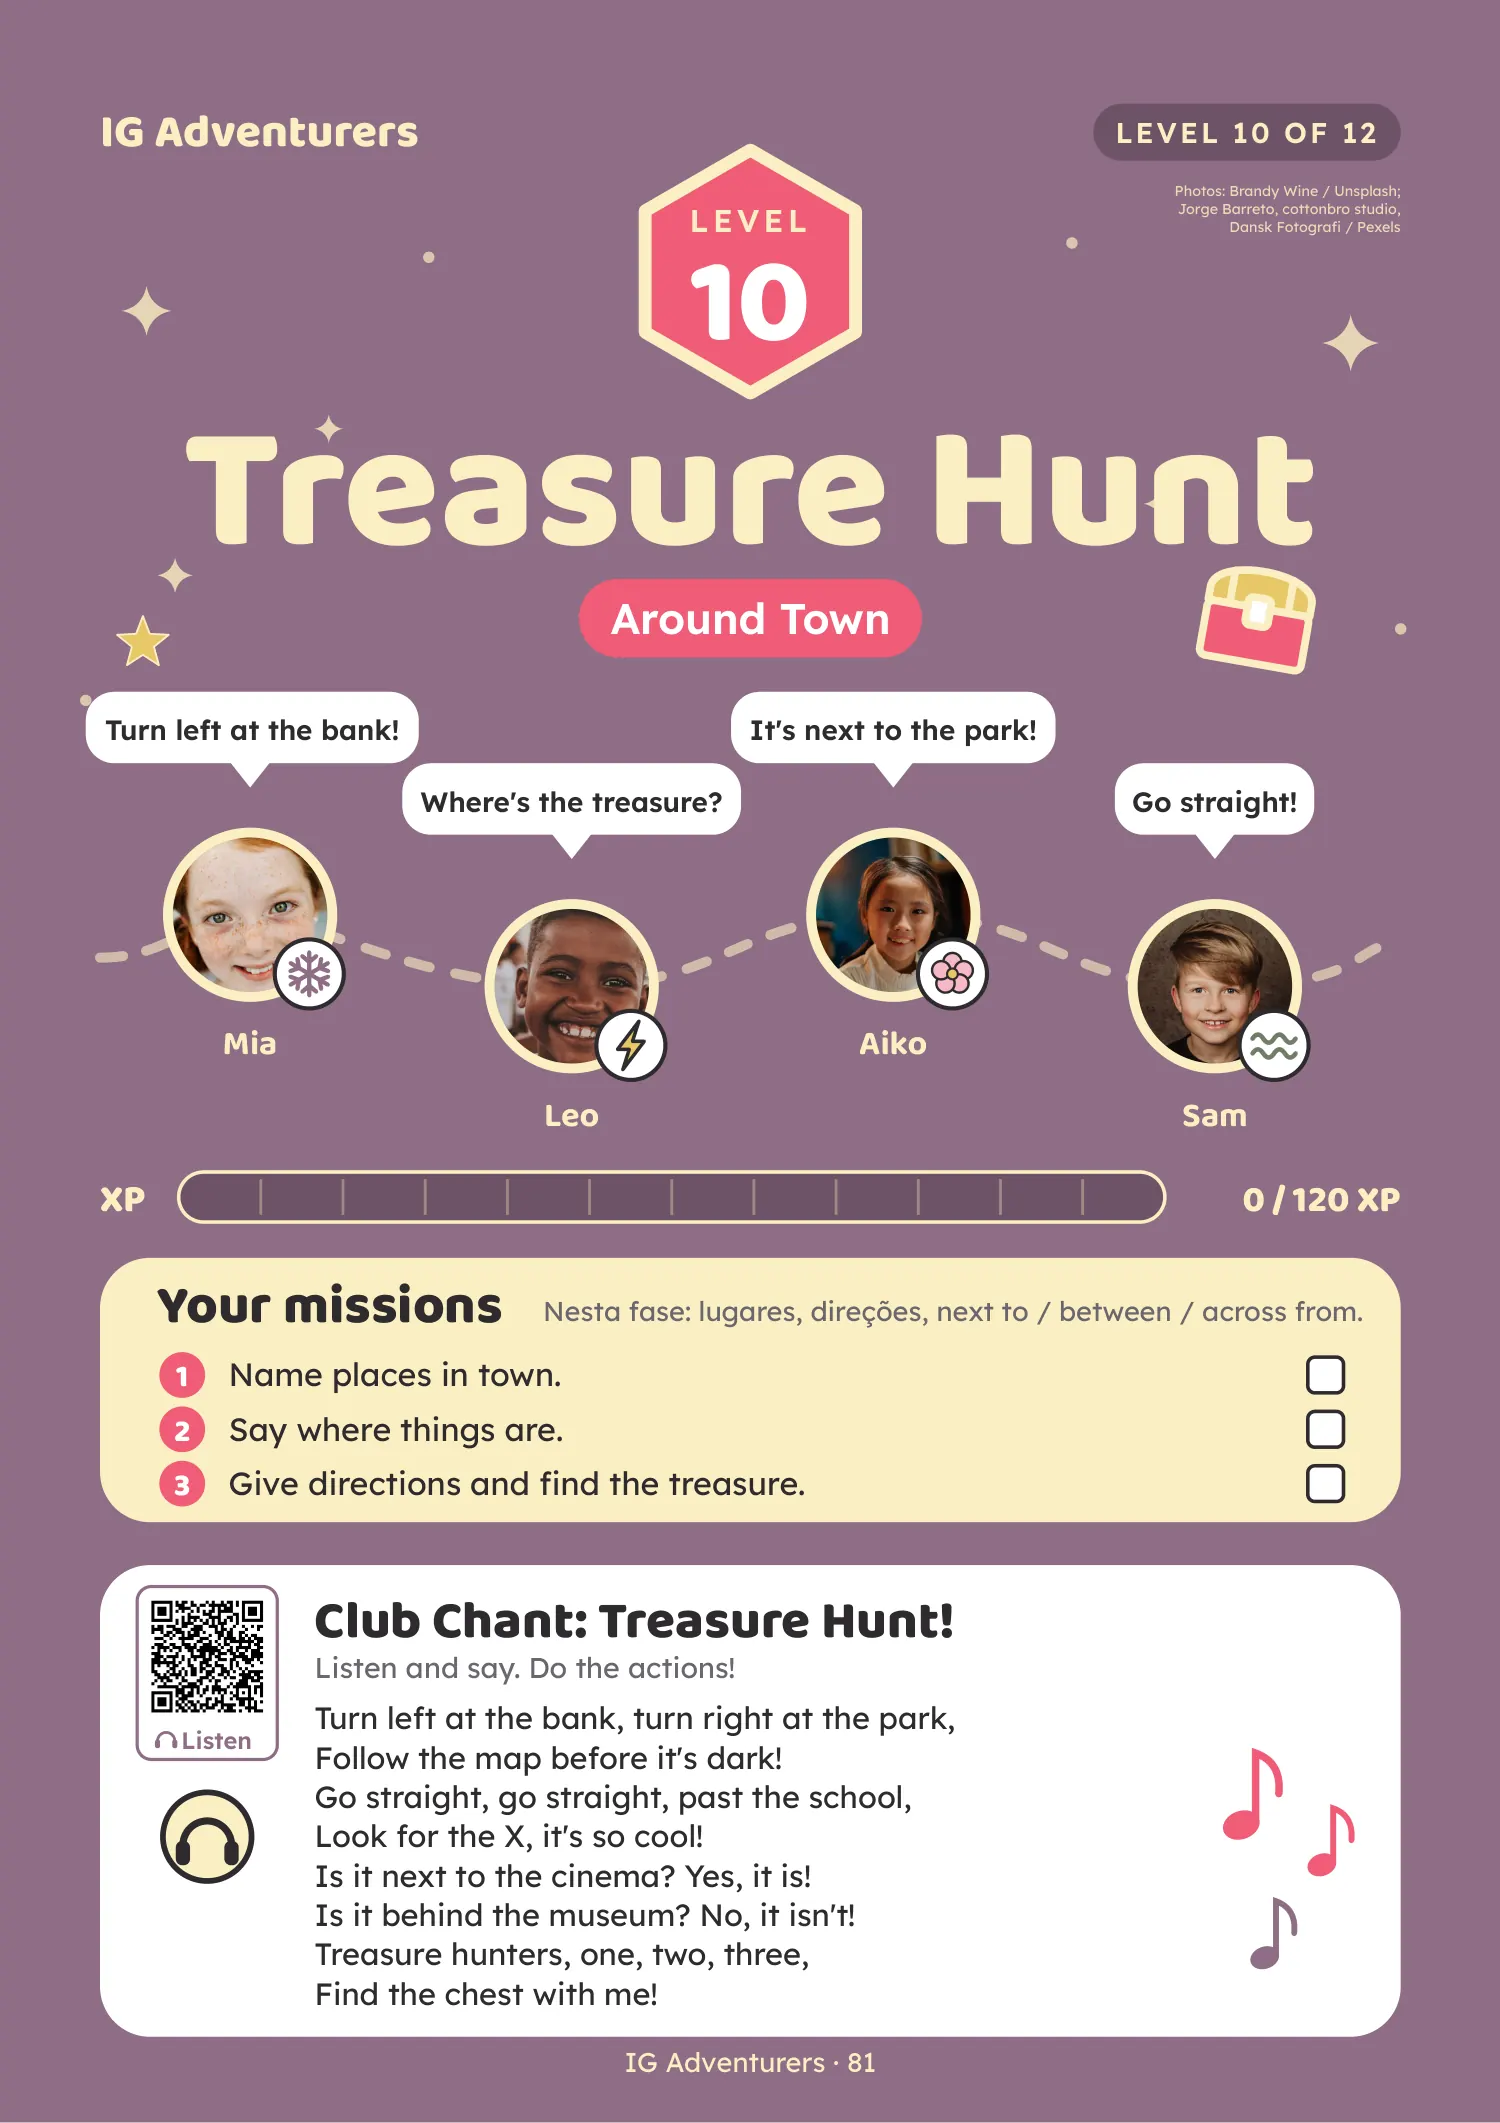 IG Adventurers
LEVEL 10 OF 12
Photos: Brandy Wine / Unsplash;
Jorge Barreto, cottonbro studio,
Dansk Fotografi / Pexels
LEVEL
10
Treasure Hunt
Around Town
Turn left at the bank!
Where's the treasure?
It's next to the park!
Go straight!
Mia
Leo
Aiko
Sam
XP
0 / 120 XP
Your missions
Nesta fase: lugares, direções, next to / between / across from.
1 Name places in town.
2 Say where things are.
3 Give directions and find the treasure.
Listen
Club Chant: Treasure Hunt!
Listen and say. Do the actions!
Turn left at the bank, turn right at the park,
Follow the map before it's dark!
Go straight, go straight, past the school,
Look for the X, it's so cool!
Is it next to the cinema? Yes, it is!
Is it behind the museum? No, it isn't!
Treasure hunters, one, two, three,
Find the chest with me!
IG Adventurers · 81